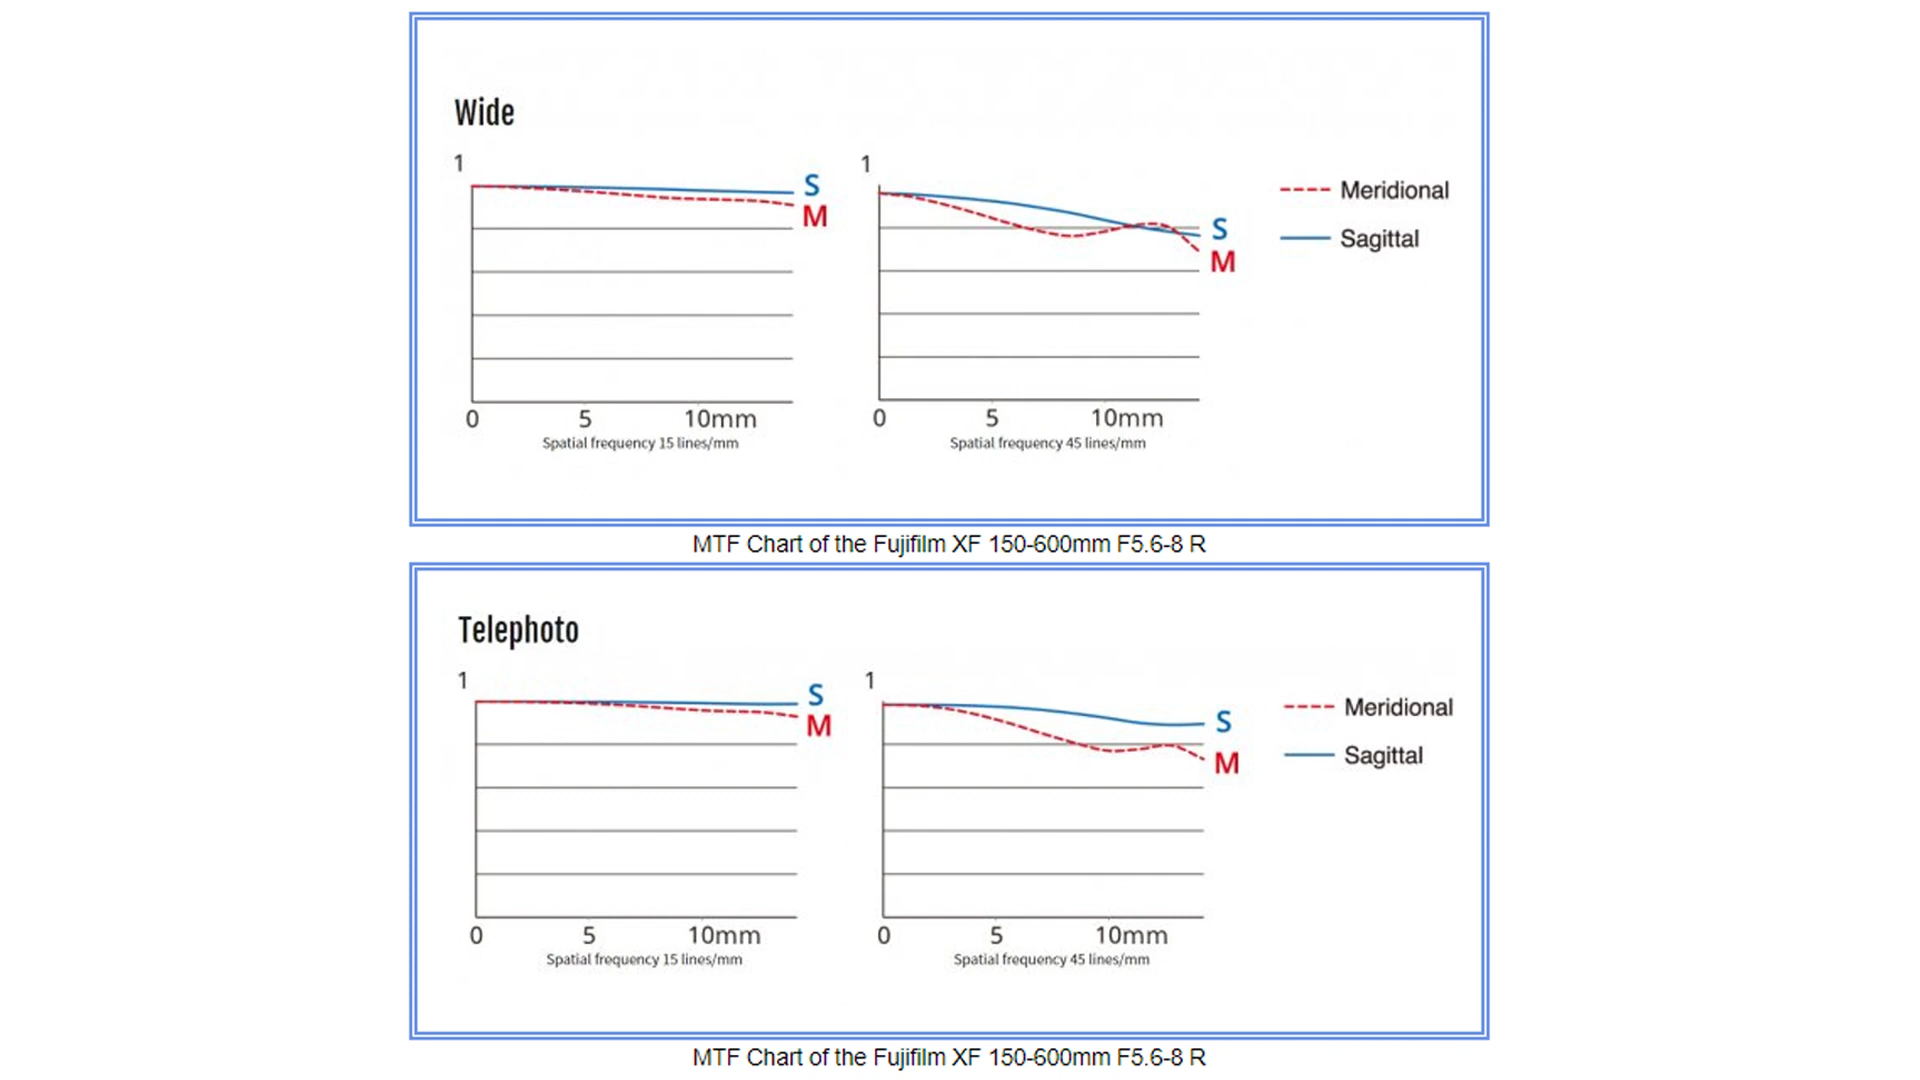 Wide
1
S
M
0 5 10mm
Spatial frequency 15 lines/mm
1
S
M
0 5 10mm
Spatial frequency 45 lines/mm
Meridional
Sagittal
MTF Chart of the Fujifilm XF 150-600mm F5.6-8 R
Telephoto
1
S
M
0 5 10mm
Spatial frequency 15 lines/mm
1
S
M
0 5 10mm
Spatial frequency 45 lines/mm
Meridional
Sagittal
MTF Chart of the Fujifilm XF 150-600mm F5.6-8 R